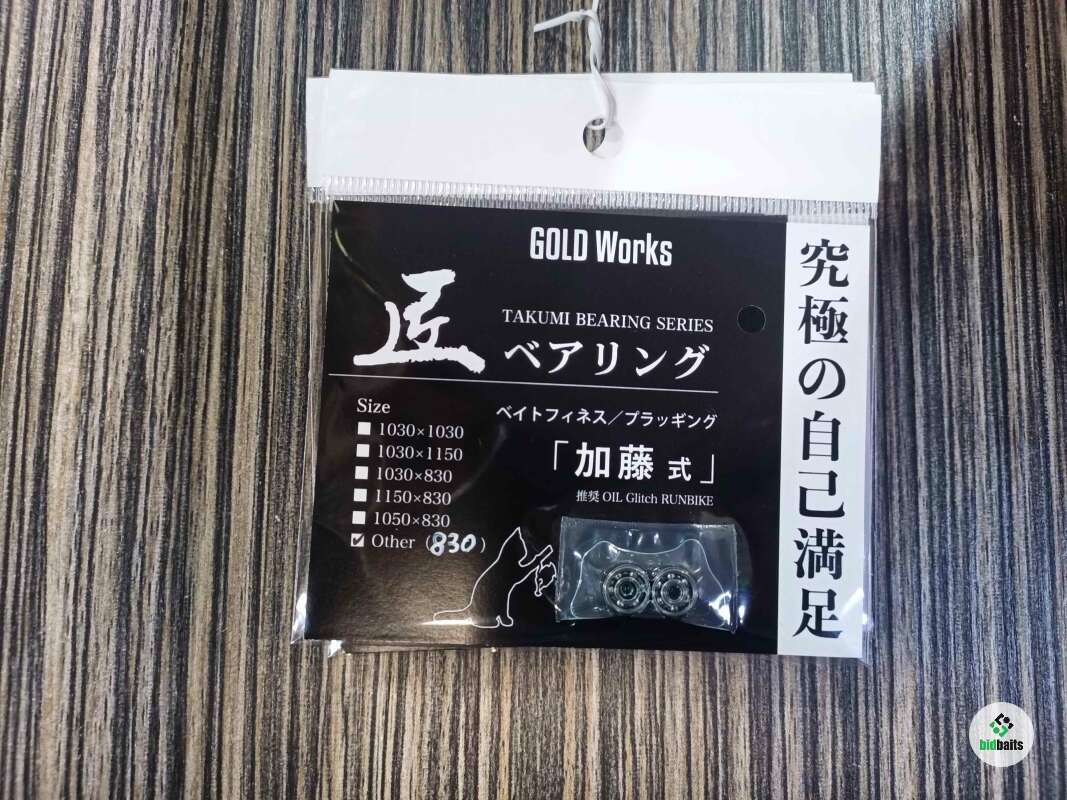 GOLD Works
匠
TAKUMI BEARING SERIES
ベアリング
Size
1030×1030
1030×1150
1030×830
1150×830
1050×830
Other (830)
ベイトフィネス／プラッギング
「加藤 式」
推奨 OIL Glitch RUNBIKE
究極の自己満足
bidbaits